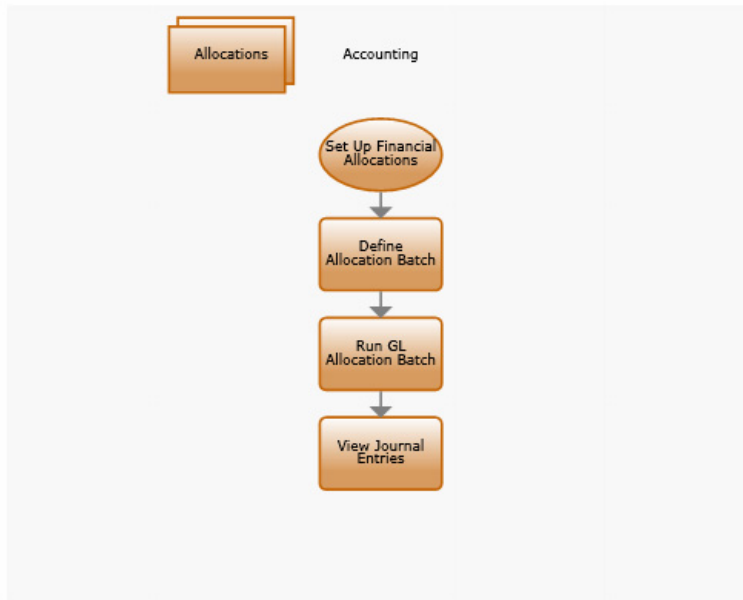 Allocations
Accounting
Set Up Financial
Allocations
Define
Allocation Batch
Run GL
Allocation Batch
View Journal
Entries